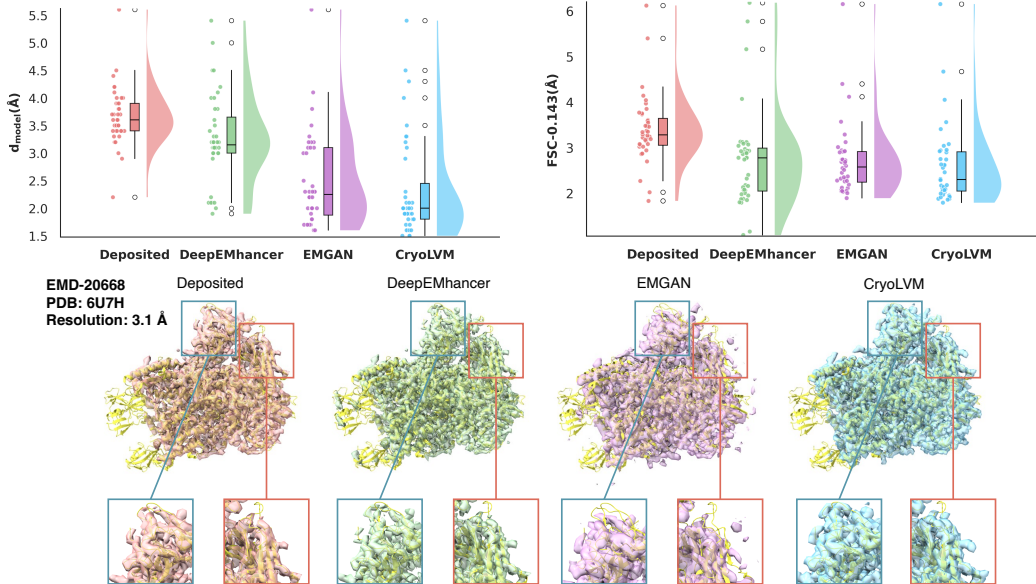 5.5
5.0
4.5
4.0
3.5
3.0
2.5
2.0
1.5
d_model(Å)
Deposited DeepEMhancer EMGAN CryoLVM
6
5
4
3
2
FSC-0.143(Å)
Deposited DeepEMhancer EMGAN CryoLVM
EMD-20668
PDB: 6U7H
Resolution: 3.1 Å
Deposited
DeepEMhancer
EMGAN
CryoLVM